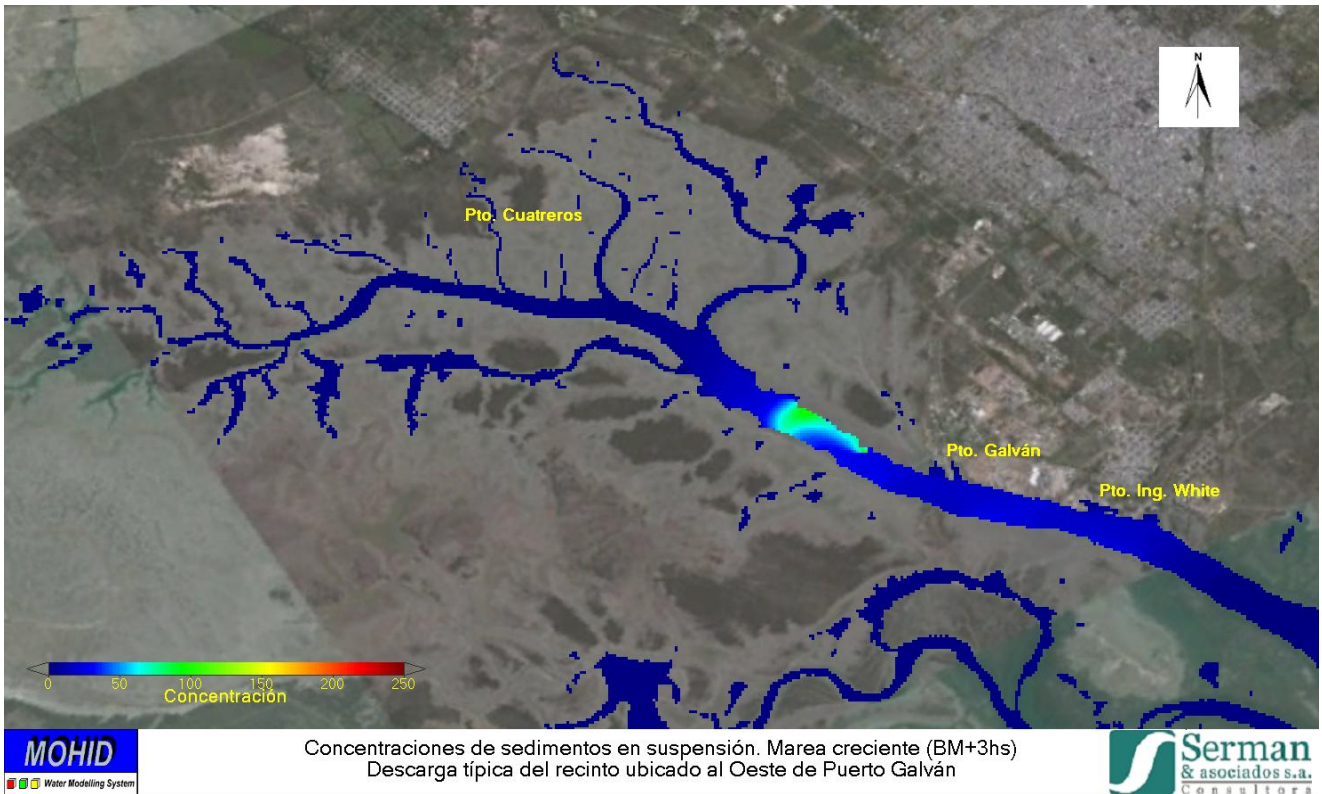 N
Pto. Cuatreros
Pto. Galván
Pto. Ing. White
0 50 100 150 200 250
Concentración
MOHID
Water Modelling System
Concentraciones de sedimentos en suspensión. Marea creciente (BM+3hs)
Descarga típica del recinto ubicado al Oeste de Puerto Galván
Serman
& asociados s.a.
Consultora